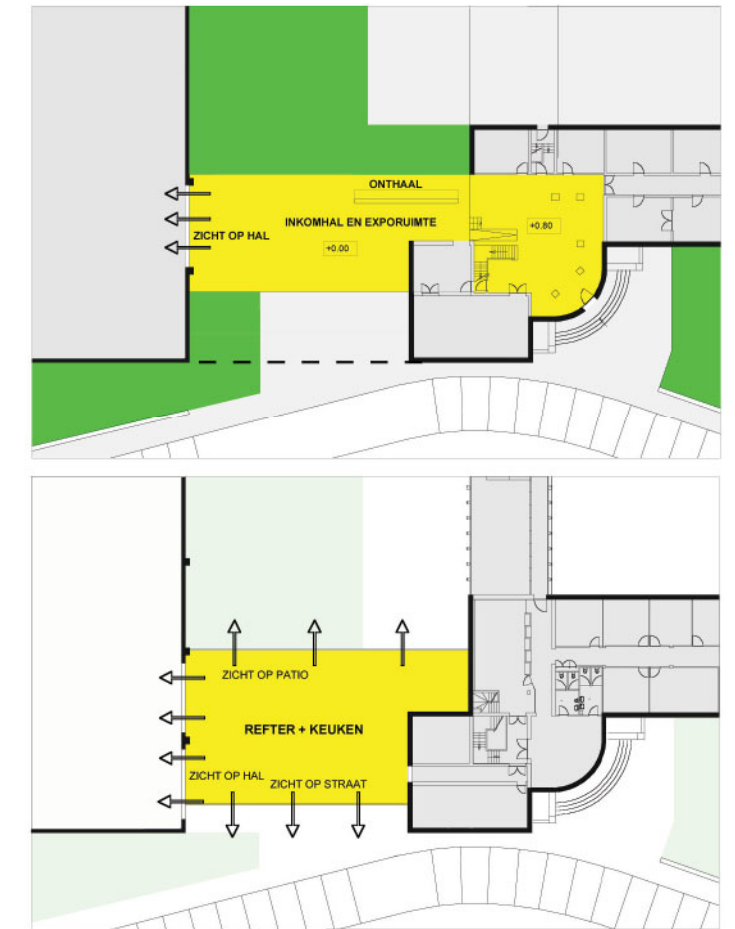 ONTHAAL
INKOMHAL EN EXPORUIMTE
+0.80
ZICHT OP HAL
+0.00
ZICHT OP PATIO
REFTER + KEUKEN
ZICHT OP HAL
ZICHT OP STRAAT